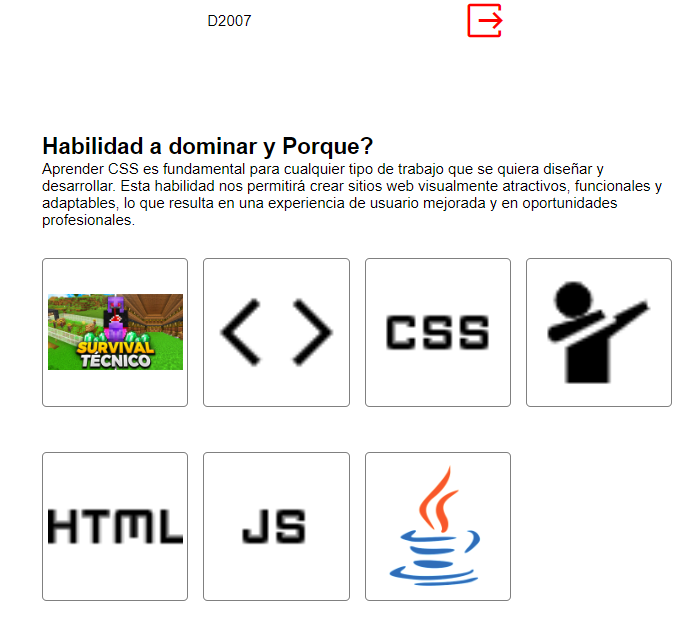 D2007
Habilidad a dominar y Porque?
Aprender CSS es fundamental para cualquier tipo de trabajo que se quiera diseñar y
desarrollar. Esta habilidad nos permitirá crear sitios web visualmente atractivos, funcionales y
adaptables, lo que resulta en una experiencia de usuario mejorada y en oportunidades
profesionales.
SURVIVAL
TÉCNICO
< >
CSS
HTML
JS